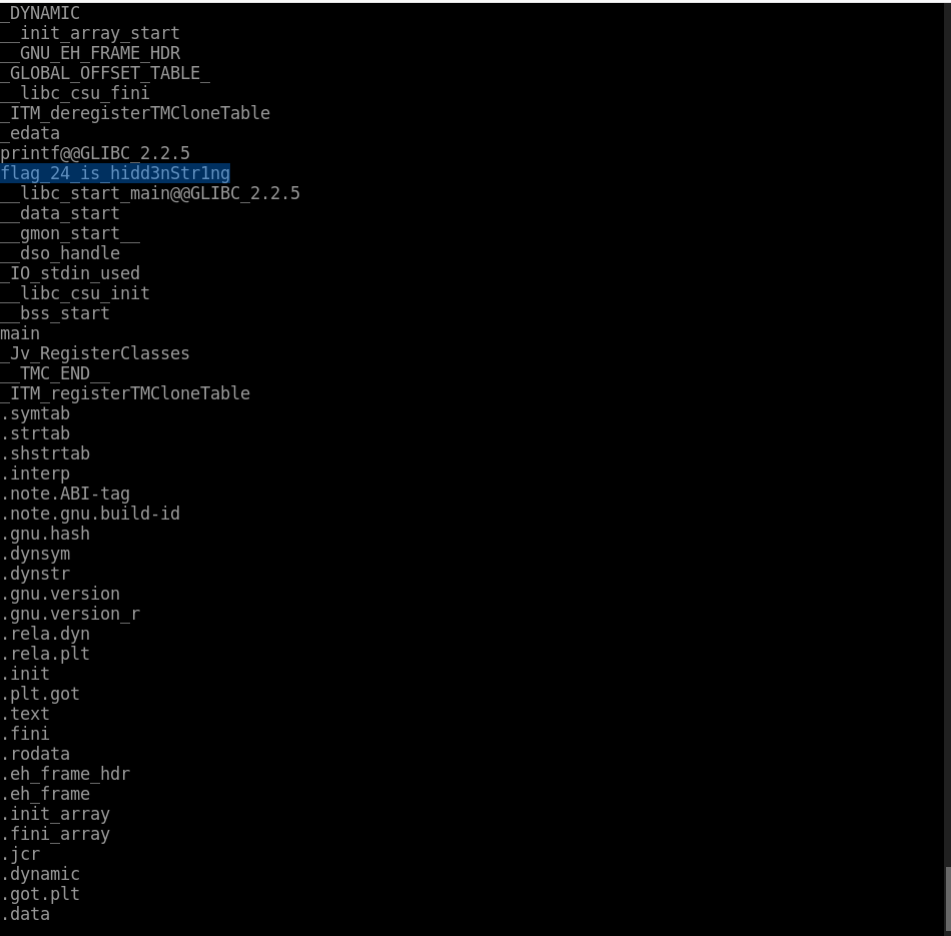 _DYNAMIC
__init_array_start
__GNU_EH_FRAME_HDR
_GLOBAL_OFFSET_TABLE_
__libc_csu_fini
_ITM_deregisterTMCloneTable
_edata
printf@@GLIBC_2.2.5
flag_24_is_hidd3nStr1ng
__libc_start_main@@GLIBC_2.2.5
__data_start
__gmon_start__
__dso_handle
_IO_stdin_used
__libc_csu_init
__bss_start
main
_Jv_RegisterClasses
__TMC_END__
_ITM_registerTMCloneTable
.symtab
.strtab
.shstrtab
.interp
.note.ABI-tag
.note.gnu.build-id
.gnu.hash
.dynsym
.dynstr
.gnu.version
.gnu.version_r
.rela.dyn
.rela.plt
.init
.plt.got
.text
.fini
.rodata
.eh_frame_hdr
.eh_frame
.init_array
.fini_array
.jcr
.dynamic
.got.plt
.data